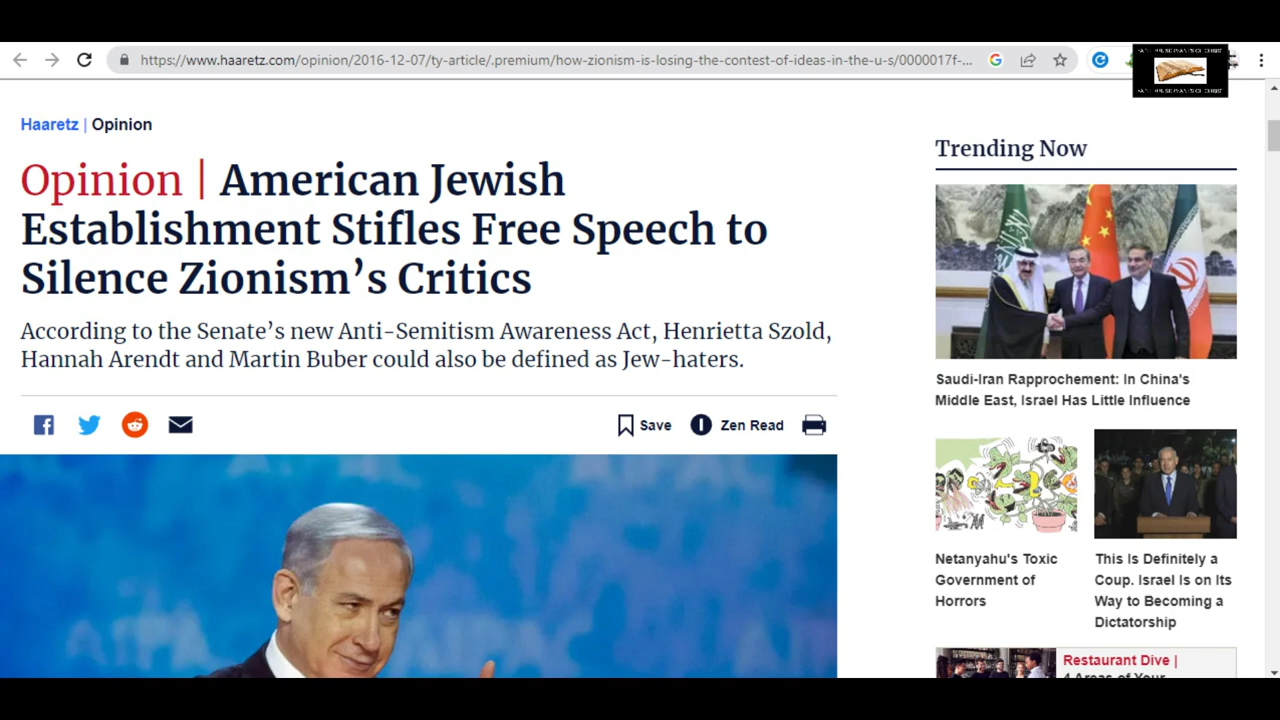 https://www.haaretz.com/opinion/2016-12-07/ty-article/.premium/how-zionism-is-losing-the-contest-of-ideas-in-the-u-s/0000017f-...
Haaretz | Opinion
Opinion | American Jewish
Establishment Stifles Free Speech to
Silence Zionism's Critics
According to the Senate's new Anti-Semitism Awareness Act, Henrietta Szold,
Hannah Arendt and Martin Buber could also be defined as Jew-haters.
Save
Zen Read
Trending Now
Saudi-Iran Rapprochement: In China's
Middle East, Israel Has Little Influence
Netanyahu's Toxic
Government of
Horrors
This Is Definitely a
Coup. Israel Is on Its
Way to Becoming a
Dictatorship
Restaurant Dive |
4 Areas of Your